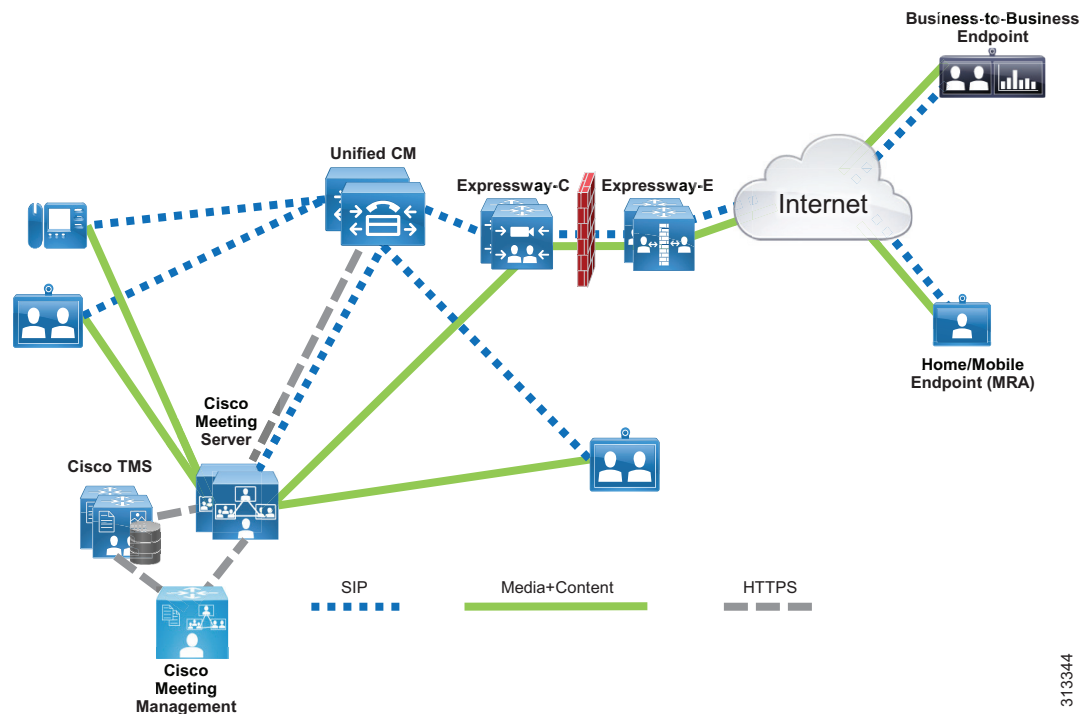 Business-to-Business
Endpoint
Unified CM
Expressway-C
Expressway-E
Internet
Home/Mobile
Endpoint (MRA)
Cisco
Meeting
Server
Cisco TMS
SIP
Media+Content
HTTPS
Cisco
Meeting
Management
313344